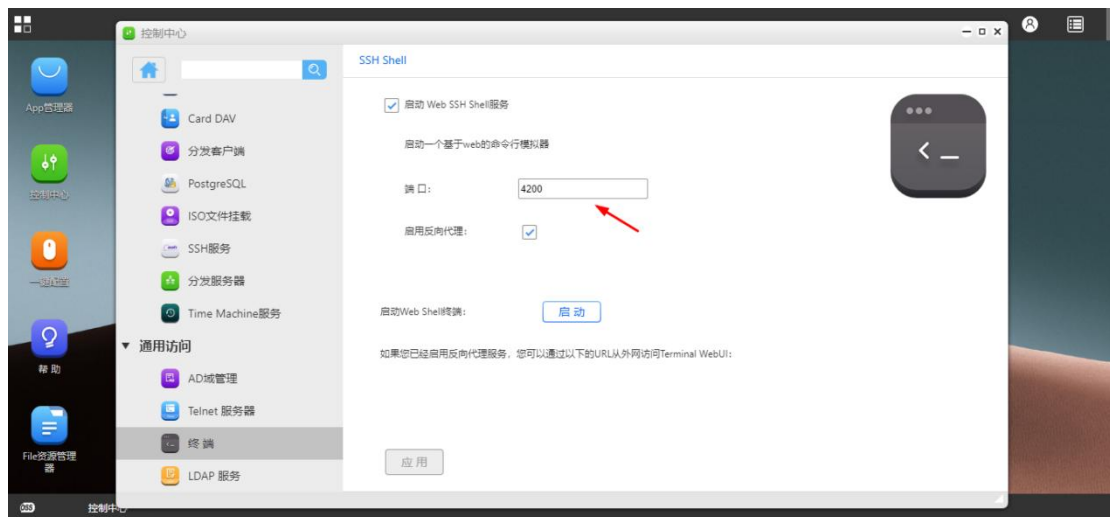 控制中心
App管理器
控制中心
一键配置
帮助
File资源管理
器
Card DAV
分发客户端
PostgreSQL
ISO文件挂载
SSH服务
分发服务器
Time Machine服务
通用访问
AD域管理
Telnet 服务器
终端
LDAP 服务
SSH Shell
启动 Web SSH Shell服务
启动一个基于web的命令行模拟器
端口：
4200
启用反向代理：
启动Web Shell终端：
启动
如果您已经启用反向代理服务，您可以通过以下的URL从外网访问Terminal WebUI：
应用
控制中心